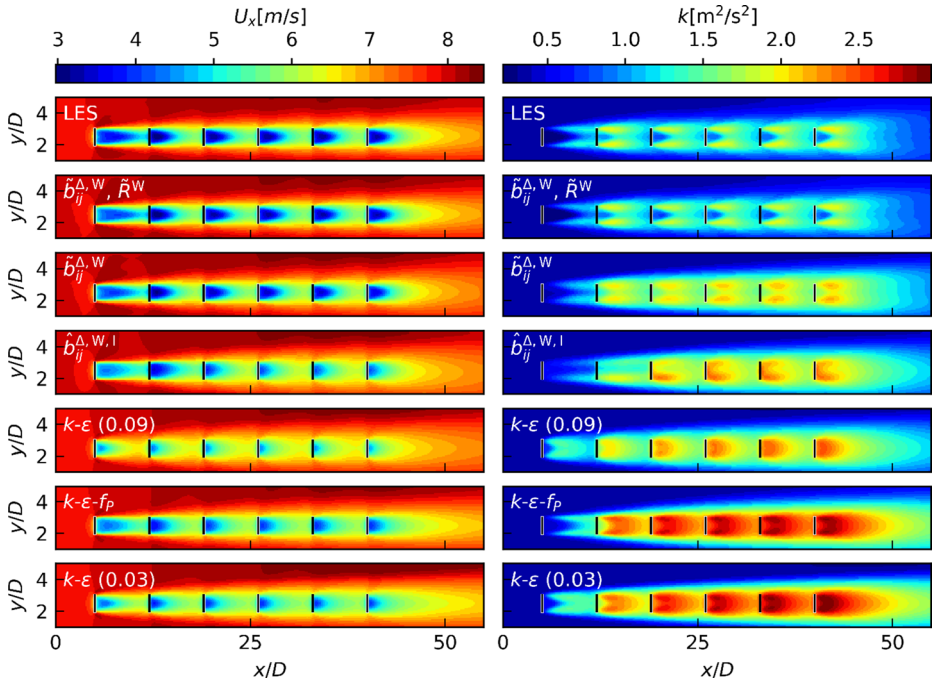 U_x[m/s] k[m²/s²]
3 4 5 6 7 8 0.5 1.0 1.5 2.0 2.5
y/D 4 2 LES LES
y/D 4 2 b̃_ij^Δ,W, R̃^W b̃_ij^Δ,W, R̃^W
y/D 4 2 b̃_ij^Δ,W b̃_ij^Δ,W
y/D 4 2 b̂_ij^Δ,W,I b̂_ij^Δ,W,I
y/D 4 2 k-ε (0.09) k-ε (0.09)
y/D 4 2 k-ε-f_P k-ε-f_P
y/D 4 2 k-ε (0.03) k-ε (0.03)
0 25 50 0 25 50
x/D x/D